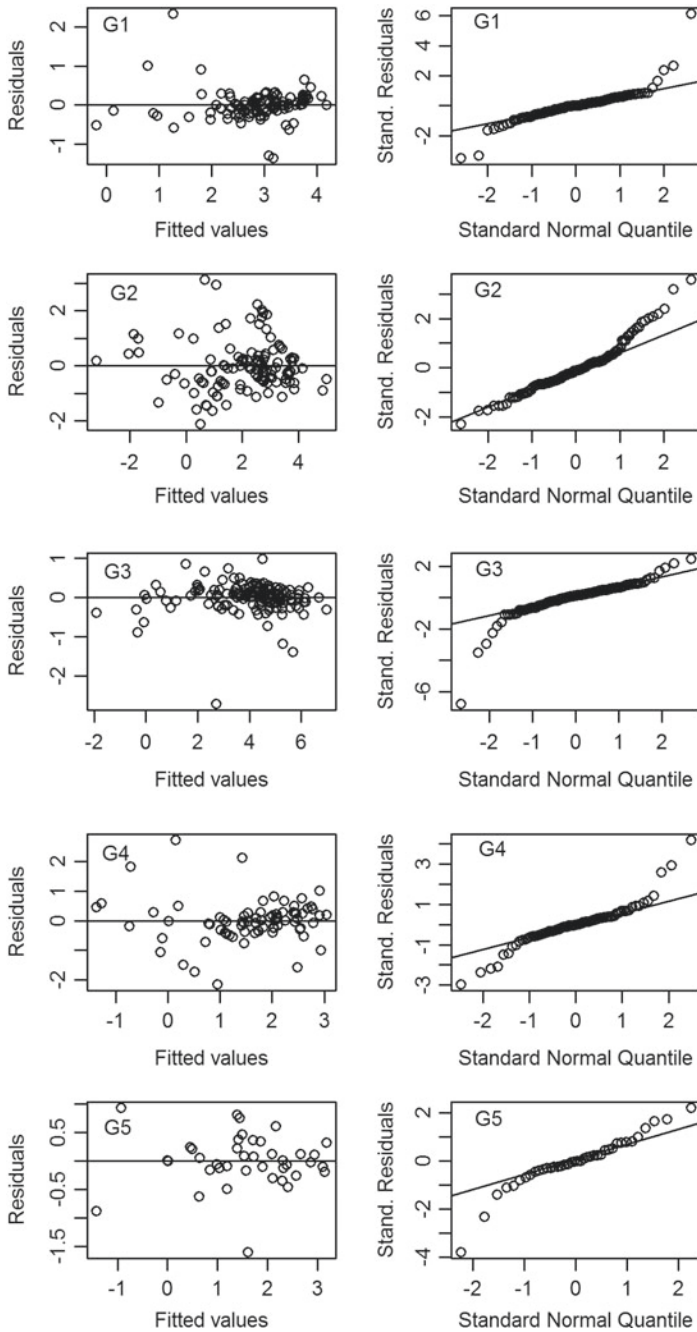 G1
Residuals
-1 0 1 2
0 1 2 3 4
Fitted values
G1
Stand. Residuals
-2 2 6
-2 -1 0 1 2
Standard Normal Quantile
G2
Residuals
-2 0 2
-2 0 2 4
Fitted values
G2
Stand. Residuals
-2 0 2
-2 -1 0 1 2
Standard Normal Quantile
G3
Residuals
-2 -1 0 1
-2 0 2 4 6
Fitted values
G3
Stand. Residuals
-6 -2 2
-2 -1 0 1 2
Standard Normal Quantile
G4
Residuals
-2 0 1 2
-1 0 1 2 3
Fitted values
G4
Stand. Residuals
-3 -1 1 3
-2 -1 0 1 2
Standard Normal Quantile
G5
Residuals
-1.5 -0.5 0.5
-1 0 1 2 3
Fitted values
G5
Stand. Residuals
-4 -2 0 2
-2 -1 0 1 2
Standard Normal Quantile